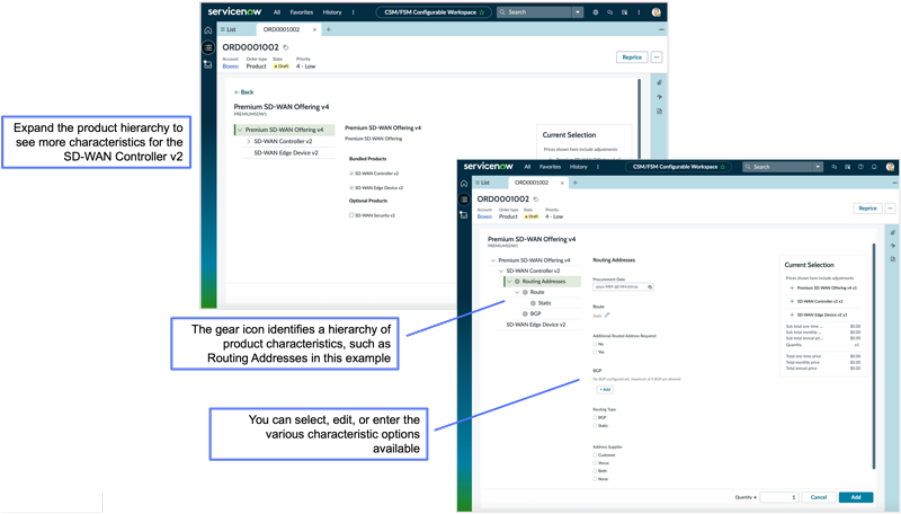 servicenow All Favorites History CSM/FSM Configurable Workspace Search
List ORD0001002
ORD0001002
Account Order type State Priority
Boxeo Product Draft 4 - Low
Reprice
Back
Premium SD-WAN Offering v4
Premium SD-WAN Offering v4
SD-WAN Controller v2
SD-WAN Edge Device v2
Premium SD-WAN Offering v4
Premium SD-WAN Offering
Bundled Products
SD-WAN Controller v2
SD-WAN Edge Device v2
Optional Products
SD-WAN Security v2
Current Selection
Prices shown here include adjustments
Expand the product hierarchy to
see more characteristics for the
SD-WAN Controller v2
servicenow All Favorites History CSM/FSM Configurable Workspace Search
List ORD0001002
ORD0001002
Account Order type State Priority
Boxeo Product Draft 4 - Low
Reprice
Premium SD-WAN Offering v4
Premium SD-WAN Offering v4
SD-WAN Controller v2
Routing Addresses
Route
Static
BGP
SD-WAN Edge Device v2
Routing Addresses
Procurement Date
Route
Static
Additional Routed Address Required
No
Yes
BGP
No BGP configured yet, maximum of 4 BGP are allowed.
+ Add
Routing Type
BGP
Static
Address Supplier
Customer
Both
None
Current Selection
Prices shown here include adjustments.
Premium SD-WAN Offering v4 x1
SD-WAN Controller v2 x1
SD-WAN Edge Device v2 x1
Sub total one time ... $0.00
Sub total monthly ... $0.00
Sub total annual pri... $0.00
Quantity x1
Total one time price $0.00
Total monthly price $0.00
Total annual price $0.00
Quantity 1 Cancel Add
The gear icon identifies a hierarchy of
product characteristics, such as
Routing Addresses in this example
You can select, edit, or enter the
various characteristic options
available